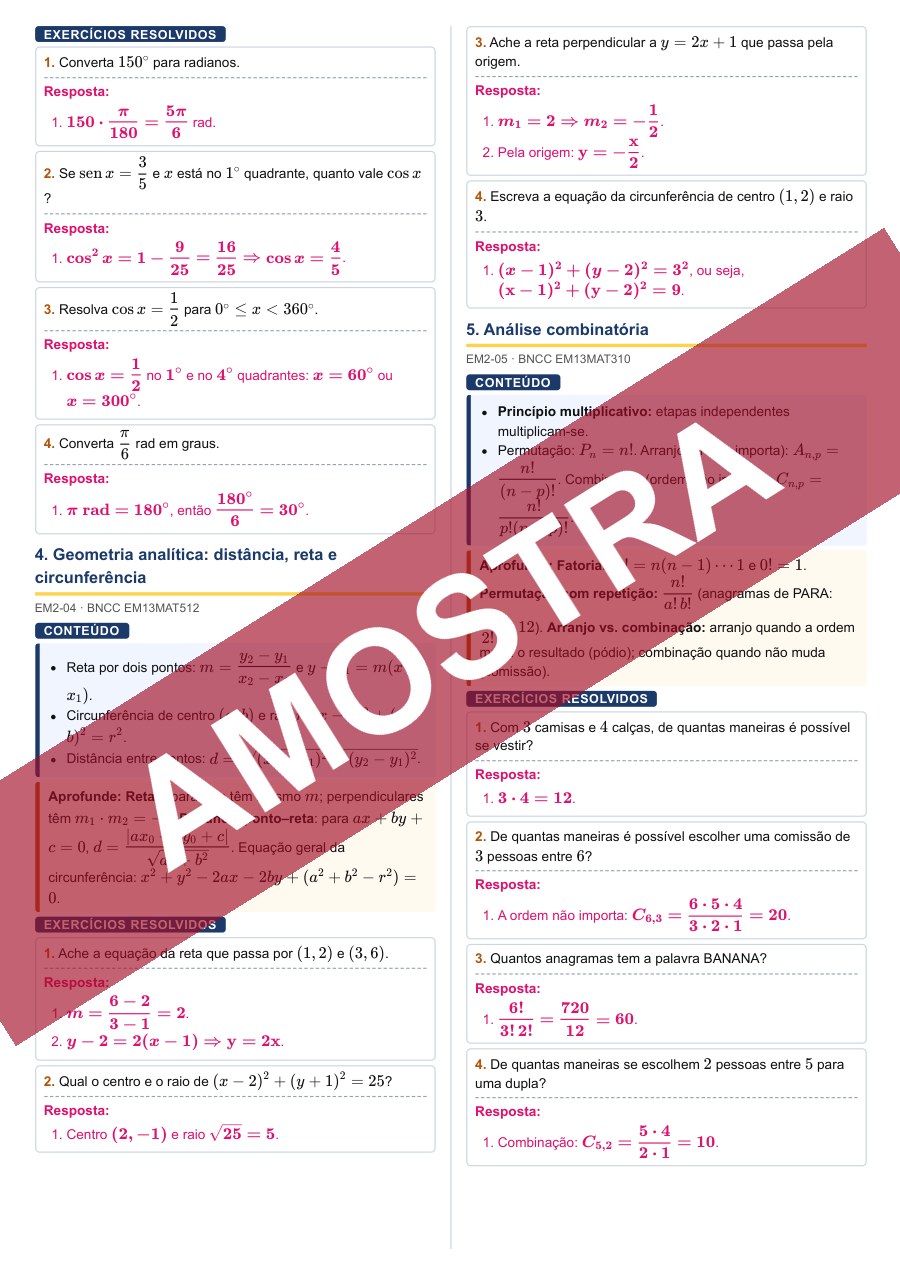 EXERCÍCIOS RESOLVIDOS
1. Converta 150° para radianos.
Resposta:
1. 150 · π/180 = 5π/6 rad.
2. Se sen x = 3/5 e x está no 1° quadrante, quanto vale cos x
?
Resposta:
1. cos² x = 1 − 9/25 = 16/25 ⇒ cos x = 4/5.
3. Resolva cos x = 1/2 para 0° ≤ x < 360°.
Resposta:
1. cos x = 1/2 no 1° e no 4° quadrantes: x = 60° ou
x = 300°.
4. Converta π/6 rad em graus.
Resposta:
1. π rad = 180°, então 180°/6 = 30°.
4. Geometria analítica: distância, reta e
circunferência
EM2-04 · BNCC EM13MAT512
CONTEÚDO
• Reta por dois pontos: m = (y₂ − y₁)/(x₂ − x e y = m(x
x₁).
• Circunferência de centro e
b)² = r².
• Distância entre pontos: d = (y₂ − y₁)².
Aprofunde: Reta têm m; perpendiculares
têm m₁ · m₂ = ponto–reta: para ax + by +
c = 0, d = |ax₀ y₀ + c|/√ b². Equação geral da
circunferência: x² + y² − 2ax − 2by + (a² + b² − r²) =
0.
EXERCÍCIOS RESOLVIDOS
1. Ache a equação da reta que passa por (1, 2) e (3, 6).
Resposta:
1. m = (6 − 2)/(3 − 1) = 2.
2. y − 2 = 2(x − 1) ⇒ y = 2x.
2. Qual o centro e o raio de (x − 2)² + (y + 1)² = 25?
Resposta:
1. Centro (2, −1) e raio √25 = 5.
3. Ache a reta perpendicular a y = 2x + 1 que passa pela
origem.
Resposta:
1. m₁ = 2 ⇒ m₂ = −1/2.
2. Pela origem: y = −x/2.
4. Escreva a equação da circunferência de centro (1, 2) e raio
3.
Resposta:
1. (x − 1)² + (y − 2)² = 3², ou seja,
(x − 1)² + (y − 2)² = 9.
5. Análise combinatória
EM2-05 · BNCC EM13MAT310
CONTEÚDO
• Princípio multiplicativo: etapas independentes
multiplicam-se.
• Permutação: Pₙ = n!. Arranjo importa): Aₙ,ₚ =
n!/(n − p)!. (ordem Cₙ,ₚ =
n!/p!(n p)!
Aprofunde: Fatorial = n(n − 1) · · · 1 e 0! = 1.
Permutação com repetição: n!/(a! b!) (anagramas de PARA:
2! 12). Arranjo vs. combinação: arranjo quando a ordem
o resultado (pódio); combinação quando não muda
(comissão).
EXERCÍCIOS RESOLVIDOS
1. Com 3 camisas e 4 calças, de quantas maneiras é possível
se vestir?
Resposta:
1. 3 · 4 = 12.
2. De quantas maneiras é possível escolher uma comissão de
3 pessoas entre 6?
Resposta:
1. A ordem não importa: C₆,₃ = (6 · 5 · 4)/(3 · 2 · 1) = 20.
3. Quantos anagramas tem a palavra BANANA?
Resposta:
1. 6!/(3! 2!) = 720/12 = 60.
4. De quantas maneiras se escolhem 2 pessoas entre 5 para
uma dupla?
Resposta:
1. Combinação: C₅,₂ = (5 · 4)/(2 · 1) = 10.
AMOSTRA